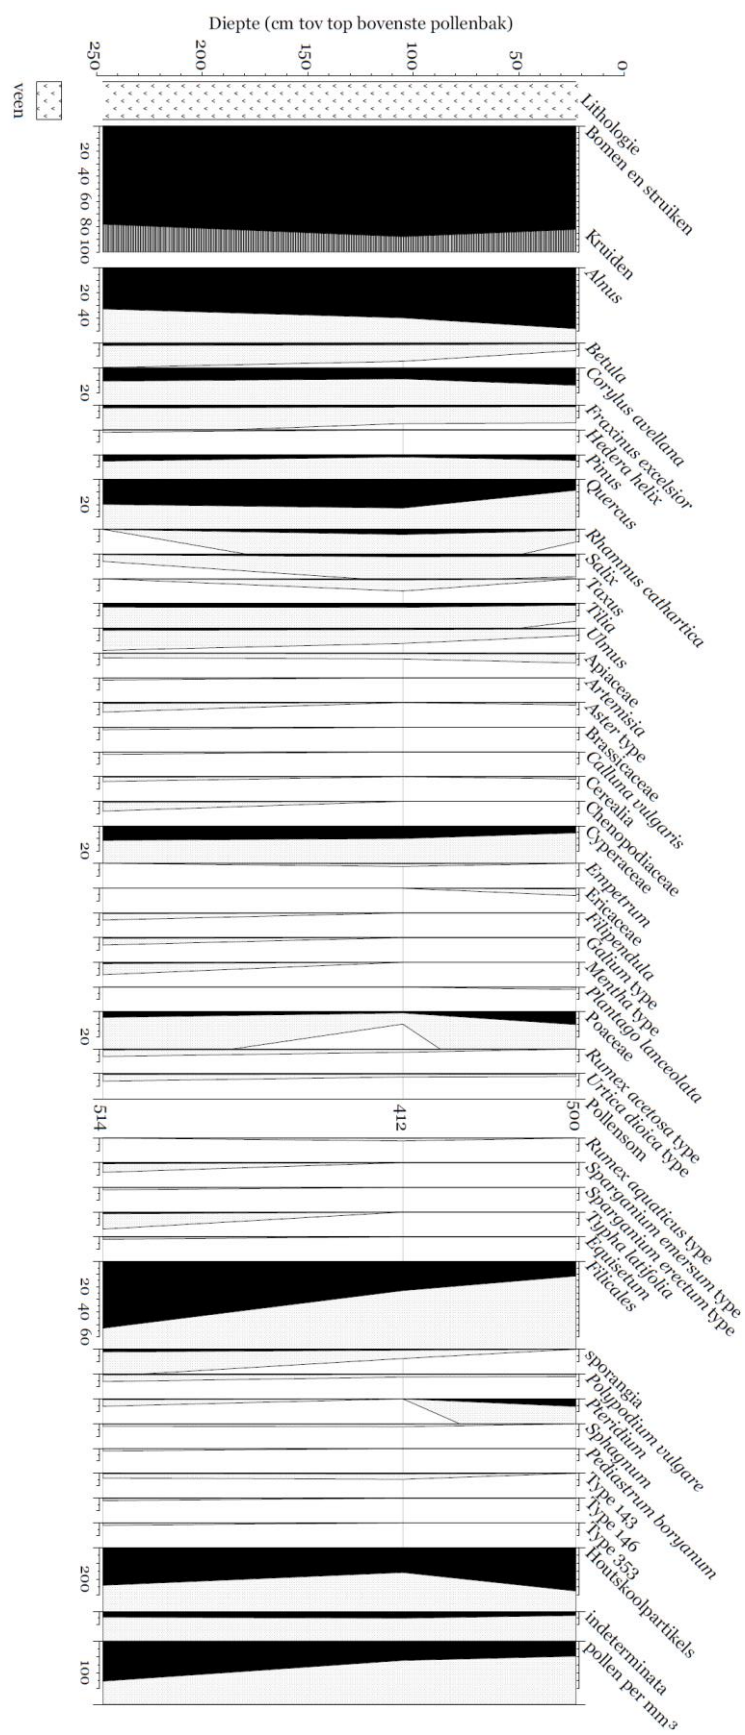 Diepte (cm tov top bovenste pollenbak)
250
200
150
100
50
0
veen
Lithologie
Bomen en struiken
20 40 60 80 100
Kruiden
Alnus
20 40
Betula
Corylus avellana
20
Fraxinus excelsior
Hedera helix
Pinus
Quercus
20
Rhamnus cathartica
Salix
Taxus
Tilia
Ulmus
Apiaceae
Artemisia
Aster type
Brassicaceae
Calluna vulgaris
Cerealia
Chenopodiaceae
Cyperaceae
20
Empetrum
Ericaceae
Filipendula
Galium type
Mentha type
Plantago lanceolata
Poaceae
20
Rumex acetosa type
Urtica dioica type
Pollensom
514
412
500
Rumex aquaticus type
Sparganium emersum type
Sparganium erectum type
Typha latifolia
Equisetum
Filicales
20 40 60
sporangia
Polypodium vulgare
Pteridium
Sphagnum
Pediastrum boryanum
Type 143
Type 146
Type 353
Houtskoolpartikels
200
indeterminata
pollen per mm³
100